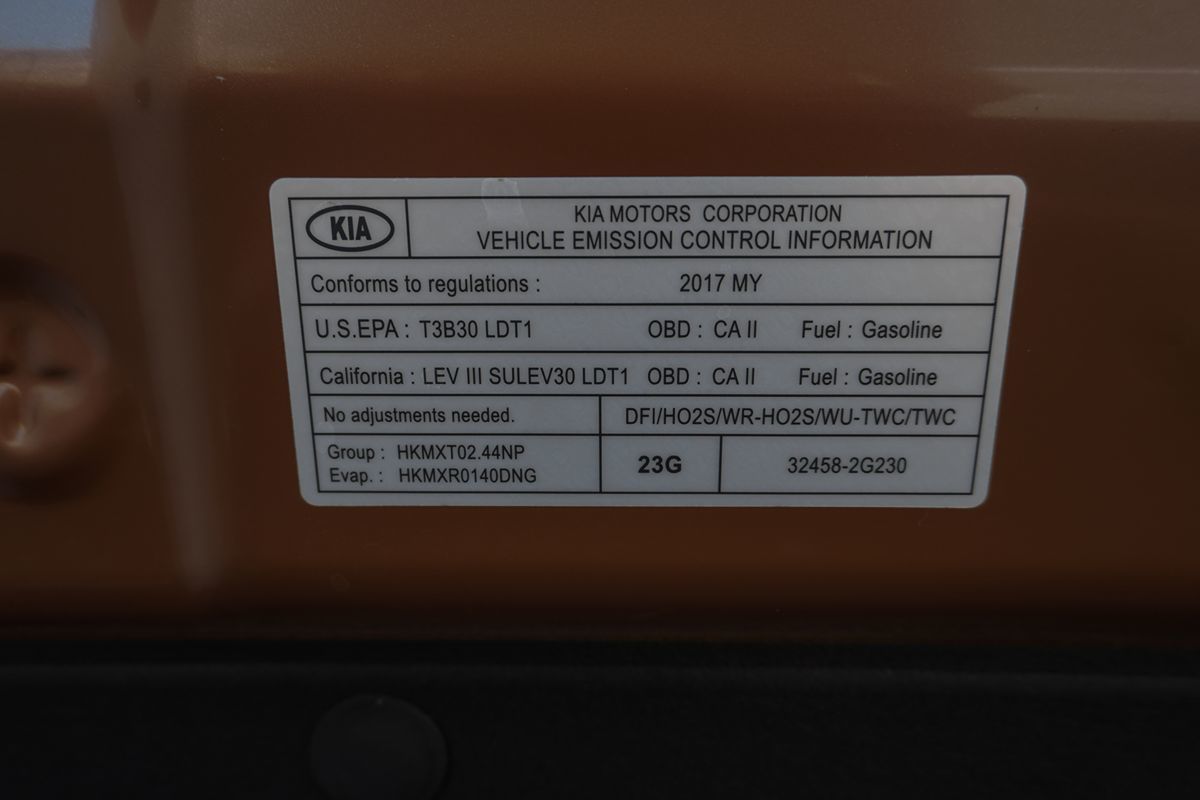 KIA
KIA MOTORS CORPORATION
VEHICLE EMISSION CONTROL INFORMATION
Conforms to regulations : 2017 MY
U.S.EPA : T3B30 LDT1 OBD : CA II Fuel : Gasoline
California : LEV III SULEV30 LDT1 OBD : CA II Fuel : Gasoline
No adjustments needed. DFI/HO2S/WR-HO2S/WU-TWC/TWC
Group : HKMXT02.44NP
Evap. : HKMXR0140DNG
23G
32458-2G230